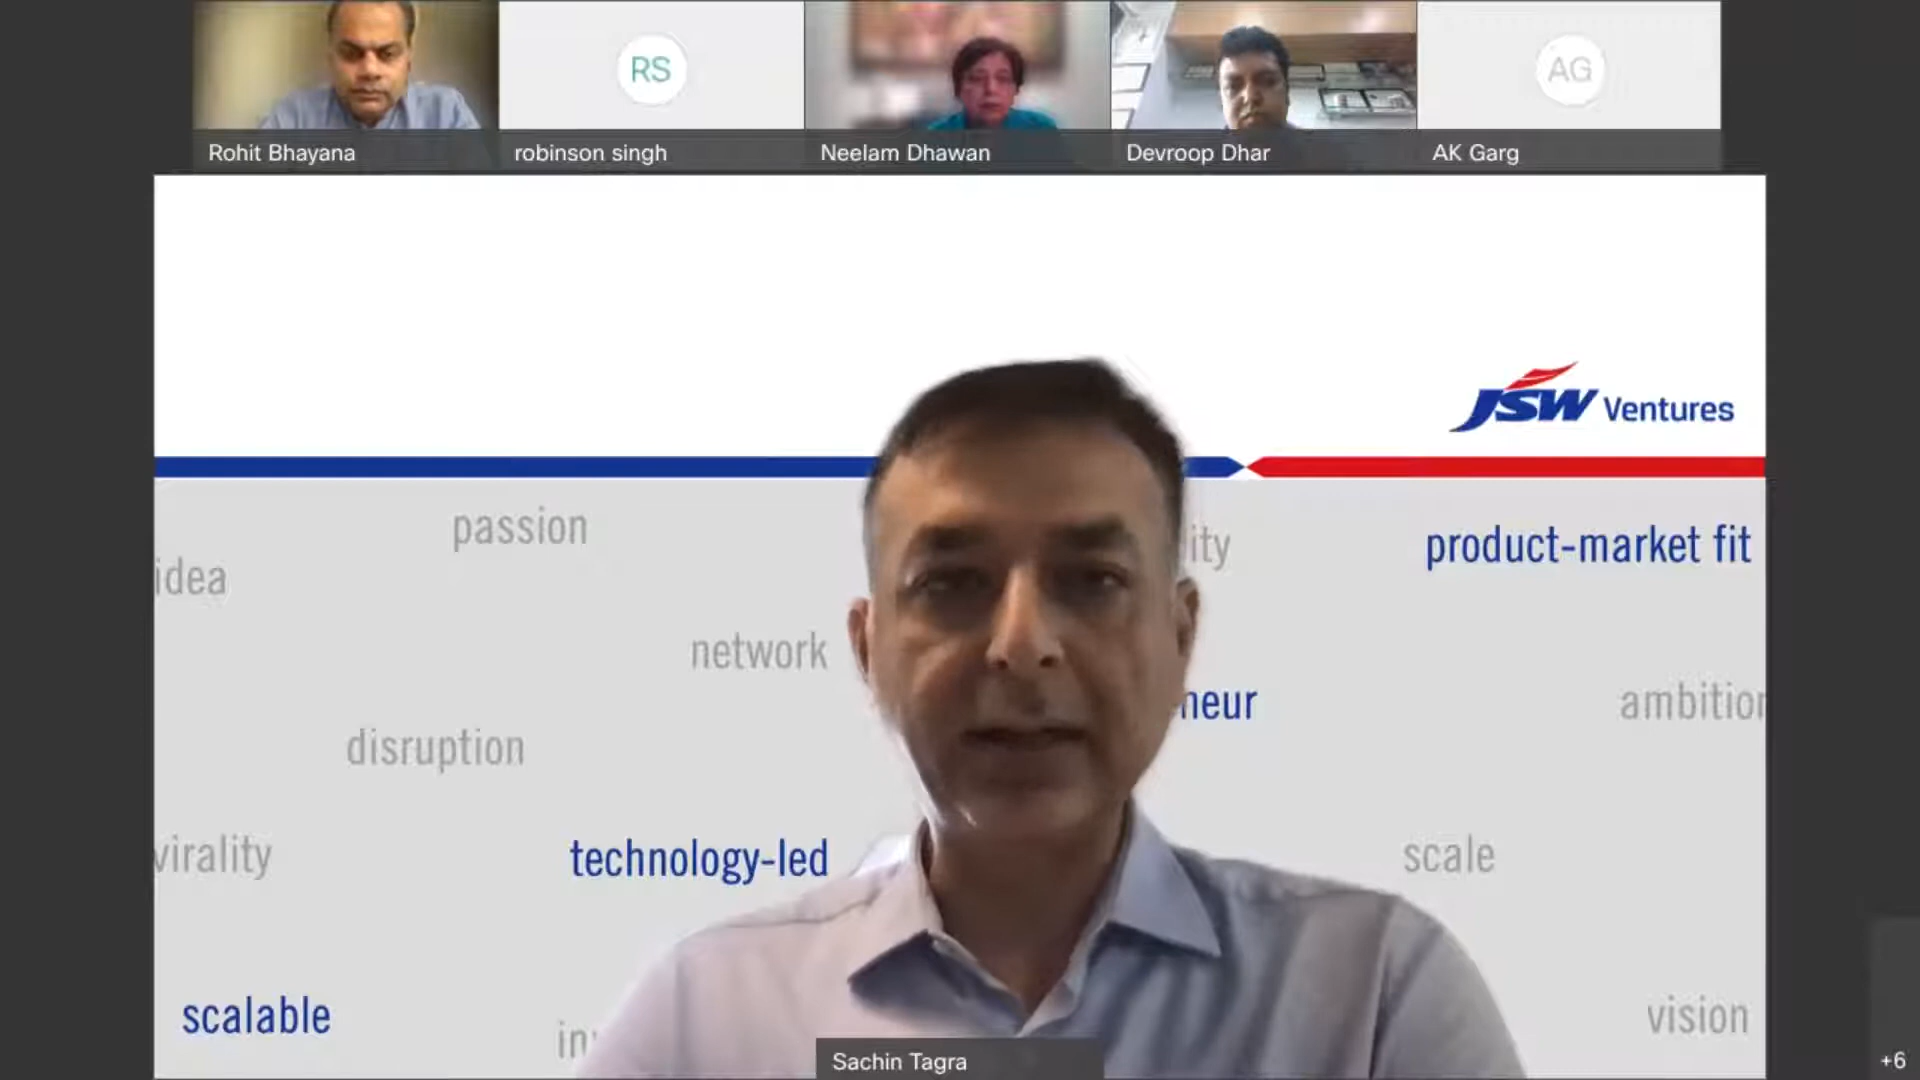 RS
AG
Rohit Bhayana
robinson singh
Neelam Dhawan
Devroop Dhar
AK Garg
JSW Ventures
passion
product-market fit
idea
network
ambition
disruption
technology-led
virality
scale
scalable
vision
Sachin Tagra
+6